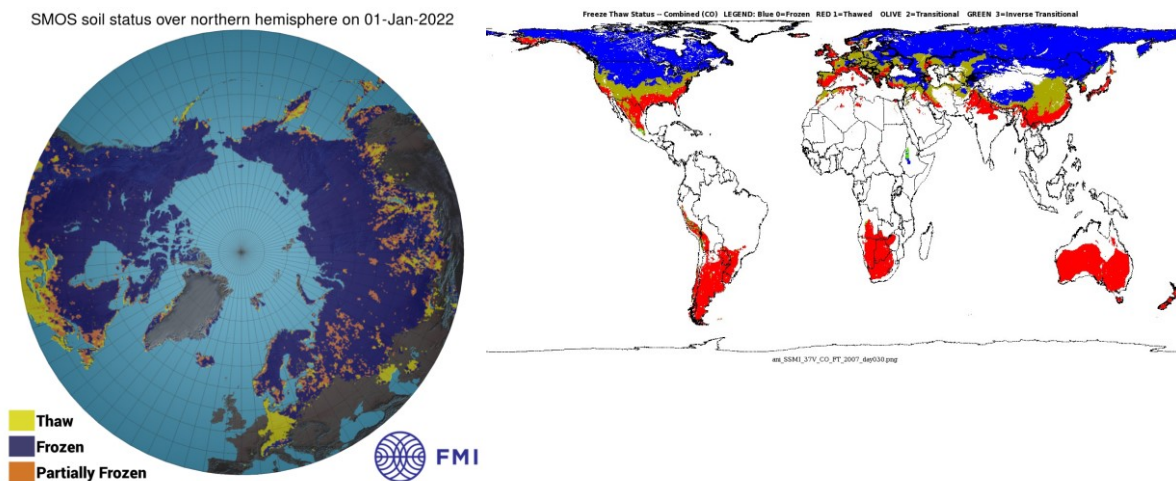 SMOS soil status over northern hemisphere on 01-Jan-2022
Thaw
Frozen
Partially Frozen
FMI
Freeze Thaw Status -- Combined (CO) LEGEND: Blue 0=Frozen RED 1=Thawed OLIVE 2=Transitional GREEN 3=Inverse Transitional
ani_SSMI_37V_CO_PT_2007_day030.png